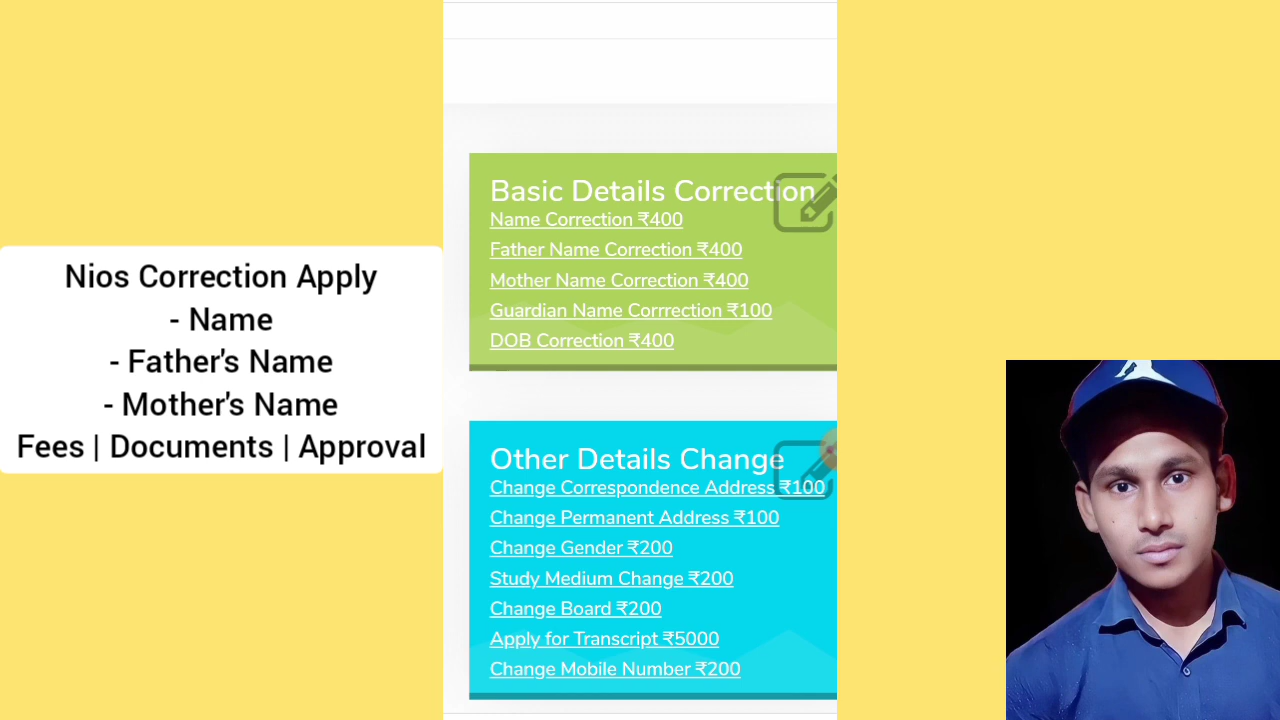 Nios Correction Apply
- Name
- Father's Name
- Mother's Name
Fees | Documents | Approval
Basic Details Correction
Name Correction ₹400
Father Name Correction ₹400
Mother Name Correction ₹400
Guardian Name Corrrection ₹100
DOB Correction ₹400
Other Details Change
Change Correspondence Address ₹100
Change Permanent Address ₹100
Change Gender ₹200
Study Medium Change ₹200
Change Board ₹200
Apply for Transcript ₹5000
Change Mobile Number ₹200